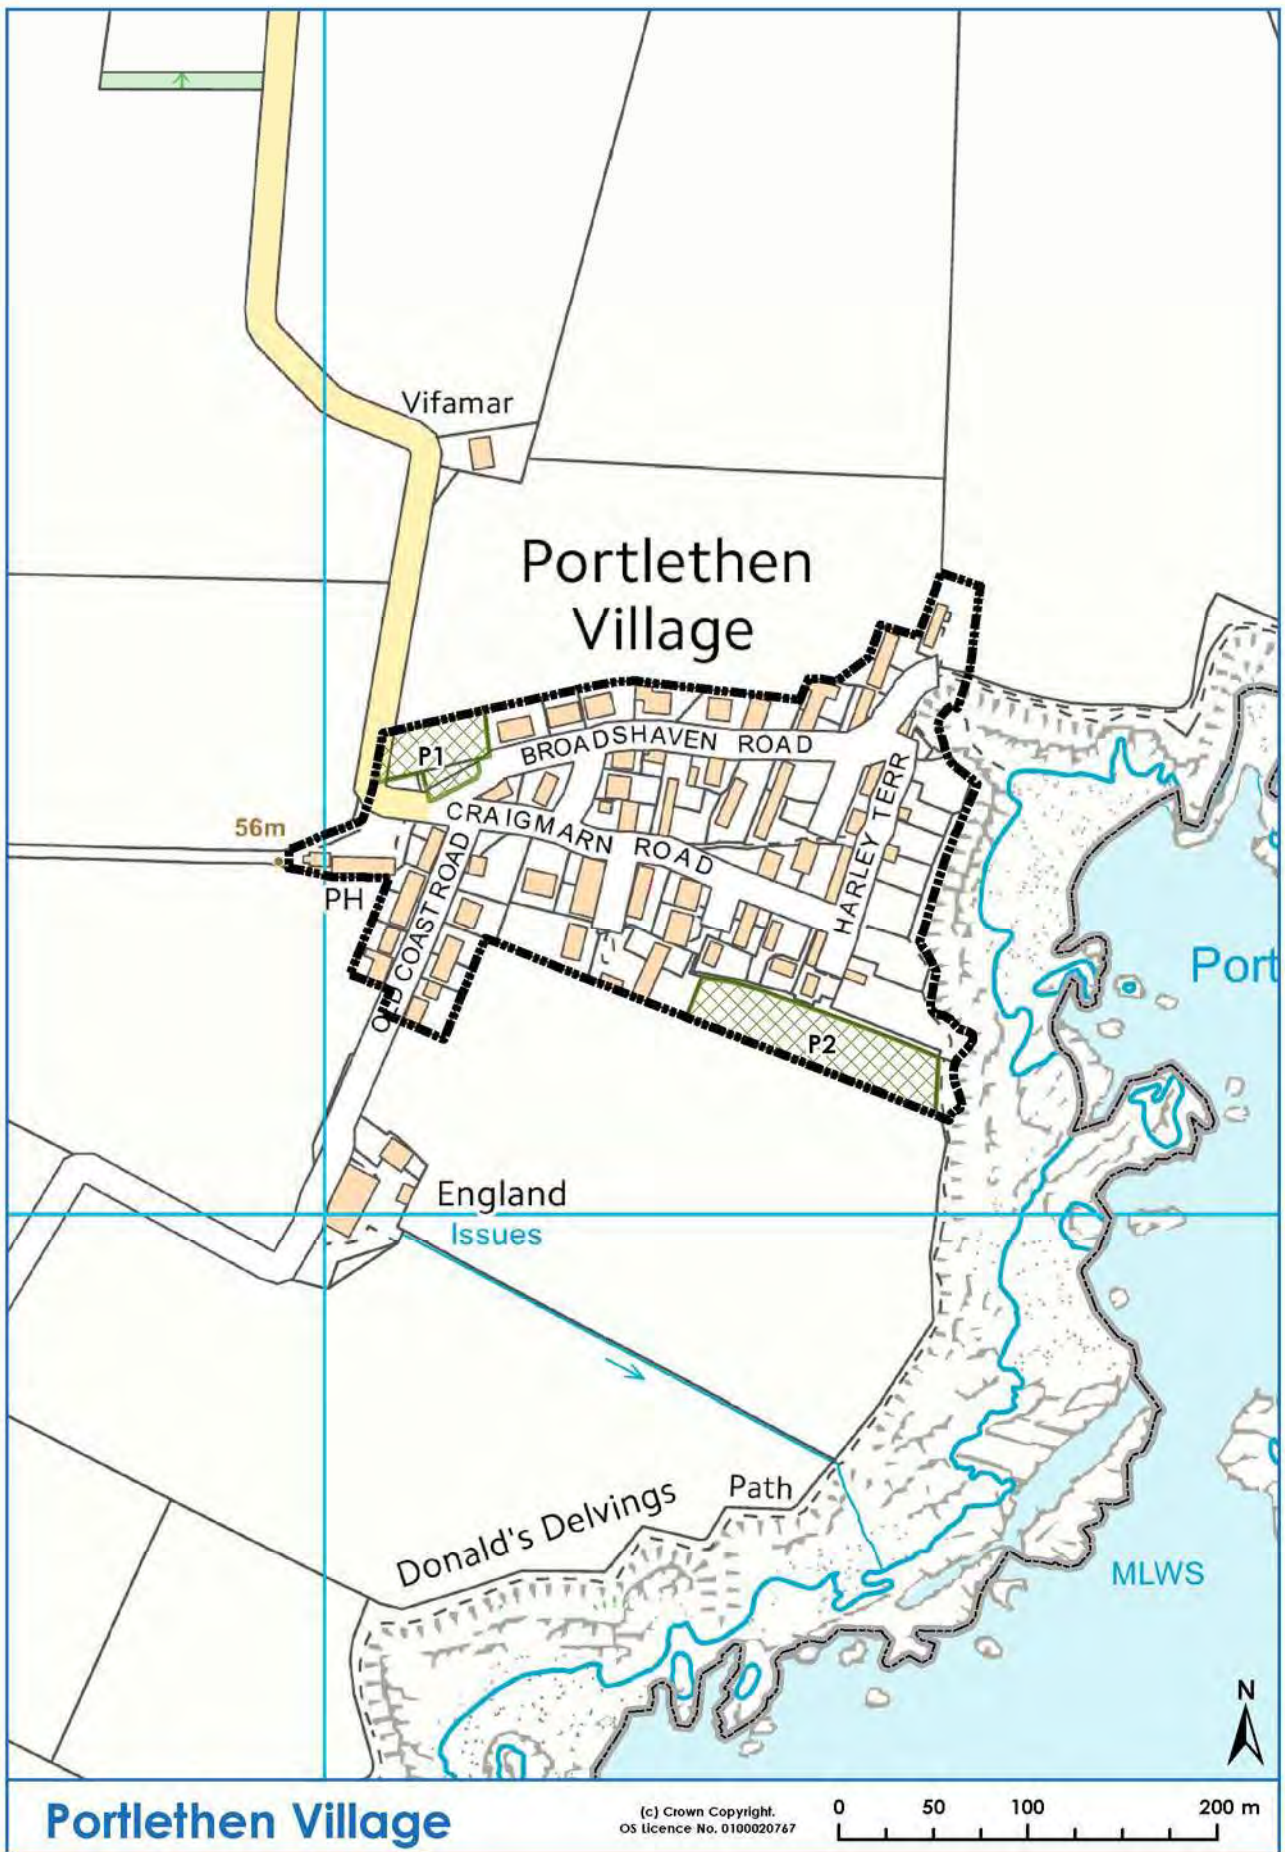 Vifamar
Portlethen
Village
P1
BROADSHAVEN ROAD
CRAIGMARN ROAD
HARLEY TERR
56m
PH
OLD COAST ROAD
Port
P2
England
Issues
Path
Donald's Delvings
MLWS
N
Portlethen Village
(c) Crown Copyright.
OS Licence No. 0100020767
0 50 100 200 m